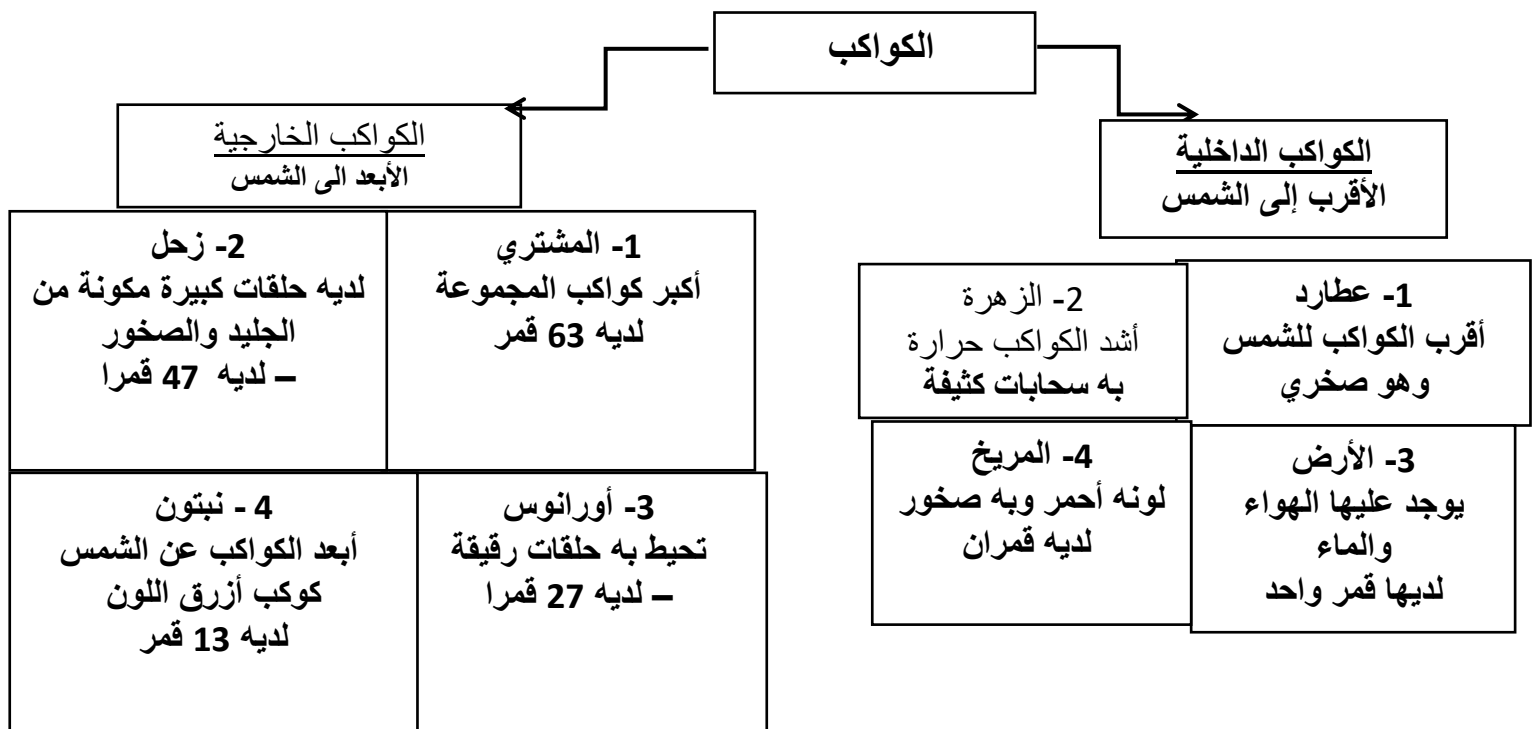 الكواكب
الكواكب الداخلية
الأقرب إلى الشمس
1- عطارد
أقرب الكواكب للشمس
وهو صخري
2- الزهرة
أشد الكواكب حرارة
به سحابات كثيفة
3- الأرض
يوجد عليها الهواء
والماء
لديها قمر واحد
4- المريخ
لونه أحمر وبه صخور
لديه قمران
الكواكب الخارجية
الأبعد الى الشمس
1- المشتري
أكبر كواكب المجموعة
لديه 63 قمر
2- زحل
لديه حلقات كبيرة مكونة من
الجليد والصخور
– لديه 47 قمرا
3- أورانوس
تحيط به حلقات رقيقة
– لديه 27 قمرا
4 - نبتون
أبعد الكواكب عن الشمس
كوكب أزرق اللون
لديه 13 قمر